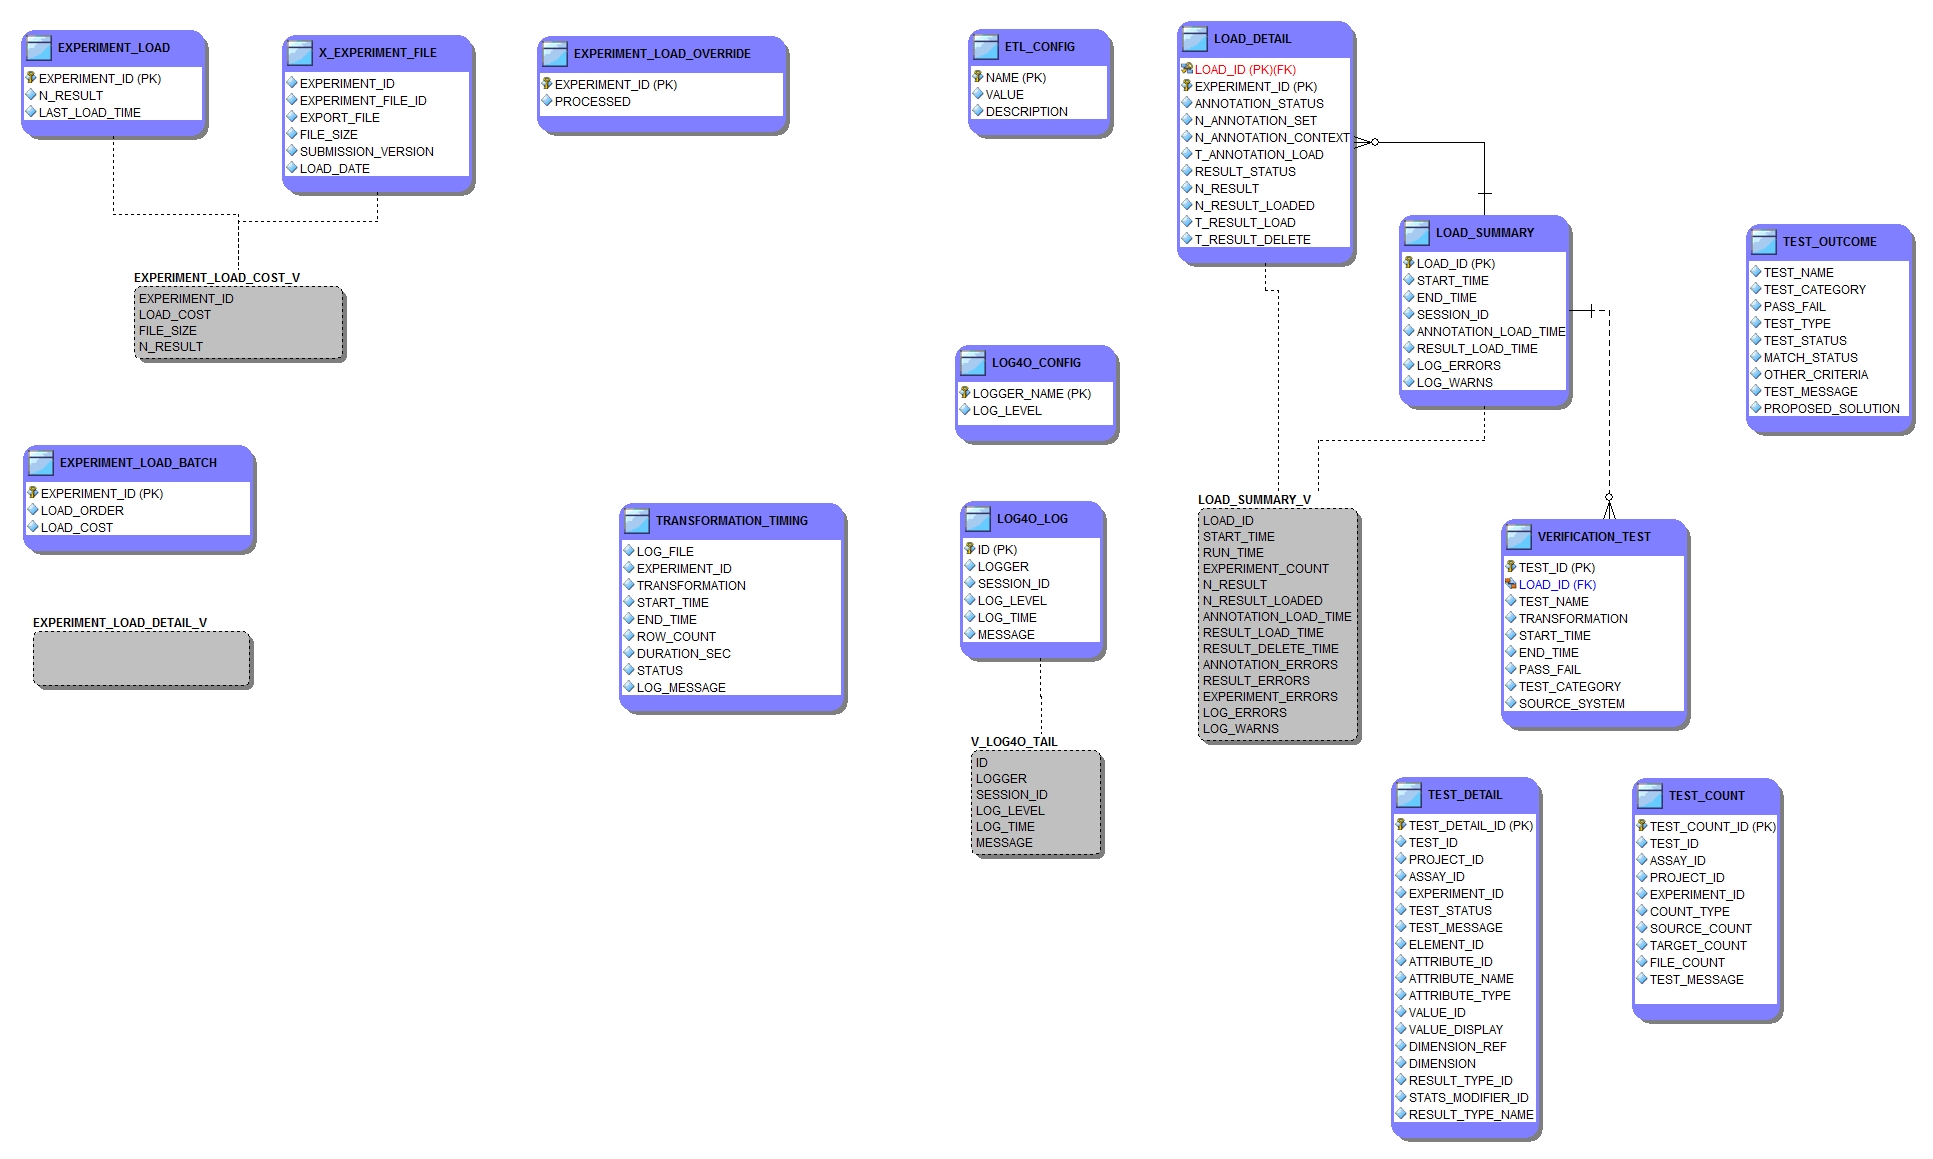 EXPERIMENT_LOAD
EXPERIMENT_ID (PK)
N_RESULT
LAST_LOAD_TIME
X_EXPERIMENT_FILE
EXPERIMENT_ID
EXPERIMENT_FILE_ID
EXPORT_FILE
FILE_SIZE
SUBMISSION_VERSION
LOAD_DATE
EXPERIMENT_LOAD_OVERRIDE
EXPERIMENT_ID (PK)
PROCESSED
ETL_CONFIG
NAME (PK)
VALUE
DESCRIPTION
LOAD_DETAIL
LOAD_ID (PK)(FK)
EXPERIMENT_ID (PK)
ANNOTATION_STATUS
N_ANNOTATION_SET
N_ANNOTATION_CONTEXT
T_ANNOTATION_LOAD
RESULT_STATUS
N_RESULT
N_RESULT_LOADED
T_RESULT_LOAD
T_RESULT_DELETE
LOAD_SUMMARY
LOAD_ID (PK)
START_TIME
END_TIME
SESSION_ID
ANNOTATION_LOAD_TIME
RESULT_LOAD_TIME
LOG_ERRORS
LOG_WARNS
TEST_OUTCOME
TEST_NAME
TEST_CATEGORY
PASS_FAIL
TEST_TYPE
TEST_STATUS
MATCH_STATUS
OTHER_CRITERIA
TEST_MESSAGE
PROPOSED_SOLUTION
EXPERIMENT_LOAD_COST_V
EXPERIMENT_ID
LOAD_COST
FILE_SIZE
N_RESULT
LOG4O_CONFIG
LOGGER_NAME (PK)
LOG_LEVEL
EXPERIMENT_LOAD_BATCH
EXPERIMENT_ID (PK)
LOAD_ORDER
LOAD_COST
EXPERIMENT_LOAD_DETAIL_V
TRANSFORMATION_TIMING
LOG_FILE
EXPERIMENT_ID
TRANSFORMATION
START_TIME
END_TIME
ROW_COUNT
DURATION_SEC
STATUS
LOG_MESSAGE
LOG4O_LOG
ID (PK)
LOGGER
SESSION_ID
LOG_LEVEL
LOG_TIME
MESSAGE
V_LOG4O_TAIL
ID
LOGGER
SESSION_ID
LOG_LEVEL
LOG_TIME
MESSAGE
LOAD_SUMMARY_V
LOAD_ID
START_TIME
RUN_TIME
EXPERIMENT_COUNT
N_RESULT
N_RESULT_LOADED
ANNOTATION_LOAD_TIME
RESULT_LOAD_TIME
RESULT_DELETE_TIME
ANNOTATION_ERRORS
RESULT_ERRORS
EXPERIMENT_ERRORS
LOG_ERRORS
LOG_WARNS
VERIFICATION_TEST
TEST_ID (PK)
LOAD_ID (FK)
TEST_NAME
TRANSFORMATION
START_TIME
END_TIME
PASS_FAIL
TEST_CATEGORY
SOURCE_SYSTEM
TEST_DETAIL
TEST_DETAIL_ID (PK)
TEST_ID
PROJECT_ID
ASSAY_ID
EXPERIMENT_ID
TEST_STATUS
TEST_MESSAGE
ELEMENT_ID
ATTRIBUTE_ID
ATTRIBUTE_NAME
ATTRIBUTE_TYPE
VALUE_ID
VALUE_DISPLAY
DIMENSION_REF
DIMENSION
RESULT_TYPE_ID
STATS_MODIFIER_ID
RESULT_TYPE_NAME
TEST_COUNT
TEST_COUNT_ID (PK)
TEST_ID
ASSAY_ID
PROJECT_ID
EXPERIMENT_ID
COUNT_TYPE
SOURCE_COUNT
TARGET_COUNT
FILE_COUNT
TEST_MESSAGE